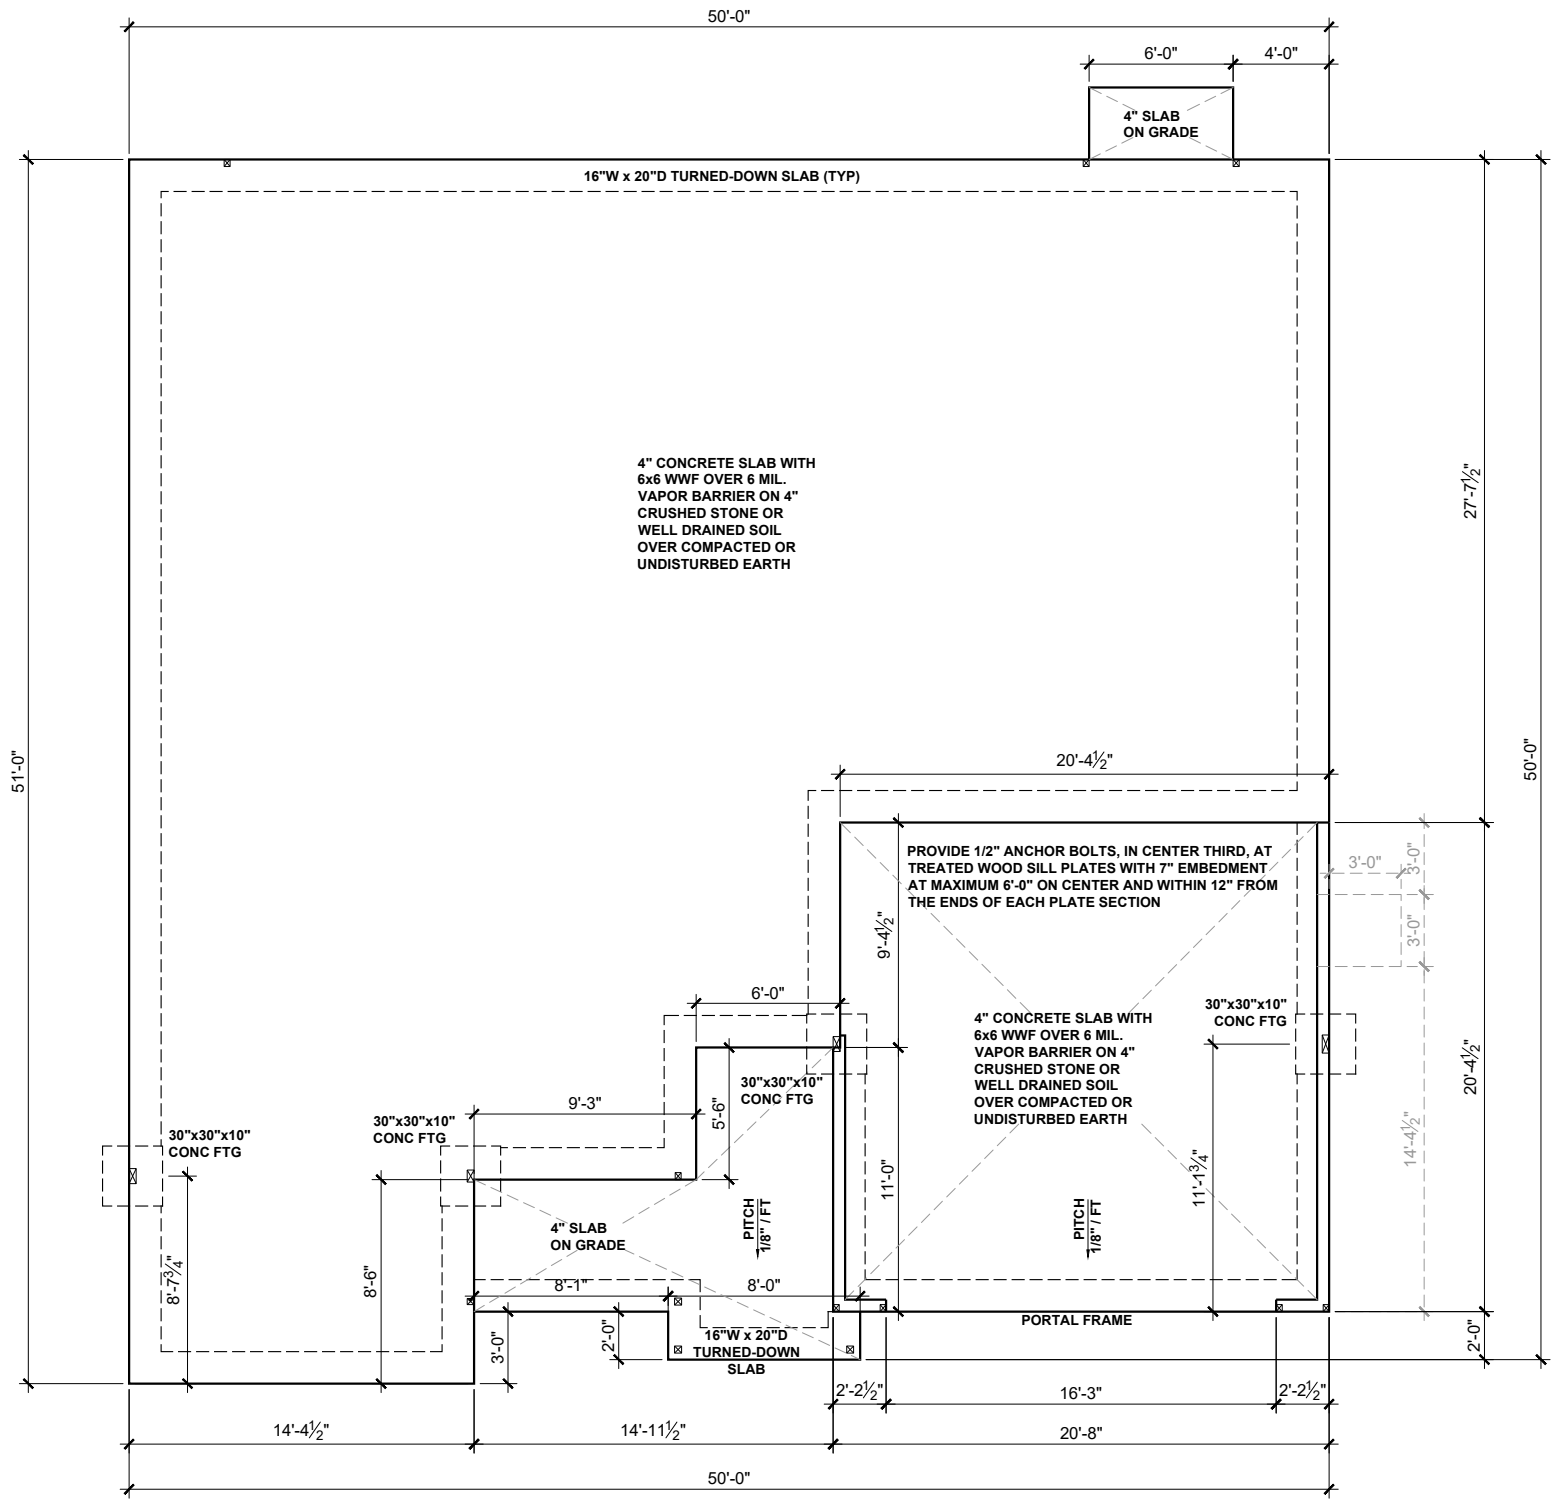 50'-0"
6'-0"
4'-0"
4" SLAB
ON GRADE
16"W x 20"D TURNED-DOWN SLAB (TYP)
4" CONCRETE SLAB WITH
6x6 WWF OVER 6 MIL.
VAPOR BARRIER ON 4"
CRUSHED STONE OR
WELL DRAINED SOIL
OVER COMPACTED OR
UNDISTURBED EARTH
27'-7½"
51'-0"
50'-0"
20'-4½"
PROVIDE 1/2" ANCHOR BOLTS, IN CENTER THIRD, AT
TREATED WOOD SILL PLATES WITH 7" EMBEDMENT
AT MAXIMUM 6'-0" ON CENTER AND WITHIN 12" FROM
THE ENDS OF EACH PLATE SECTION
3'-0"
3'-0"
3'-0"
9'-4½"
6'-0"
30"x30"x10"
CONC FTG
4" CONCRETE SLAB WITH
6x6 WWF OVER 6 MIL.
VAPOR BARRIER ON 4"
CRUSHED STONE OR
WELL DRAINED SOIL
OVER COMPACTED OR
UNDISTURBED EARTH
20'-4½"
14'-4½"
30"x30"x10"
CONC FTG
9'-3"
5'-6"
30"x30"x10"
CONC FTG
30"x30"x10"
CONC FTG
11'-0"
11'-1¾"
PITCH
1/8" / FT
PITCH
1/8" / FT
4" SLAB
ON GRADE
8'-7¾"
8'-6"
8'-1"
8'-0"
PORTAL FRAME
3'-0"
2'-0"
16"W x 20"D
TURNED-DOWN
SLAB
2'-0"
2'-2½"
16'-3"
2'-2½"
14'-4½"
14'-11½"
20'-8"
50'-0"